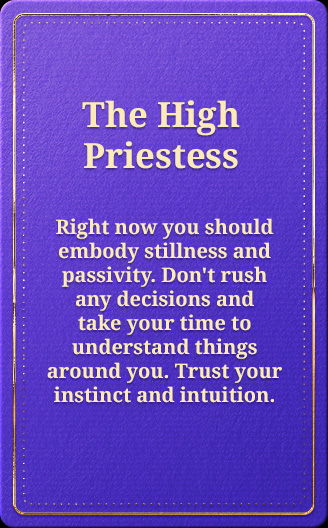 The High
Priestess
Right now you should
embody stillness and
passivity. Don't rush
any decisions and
take your time to
understand things
around you. Trust your
instinct and intuition.